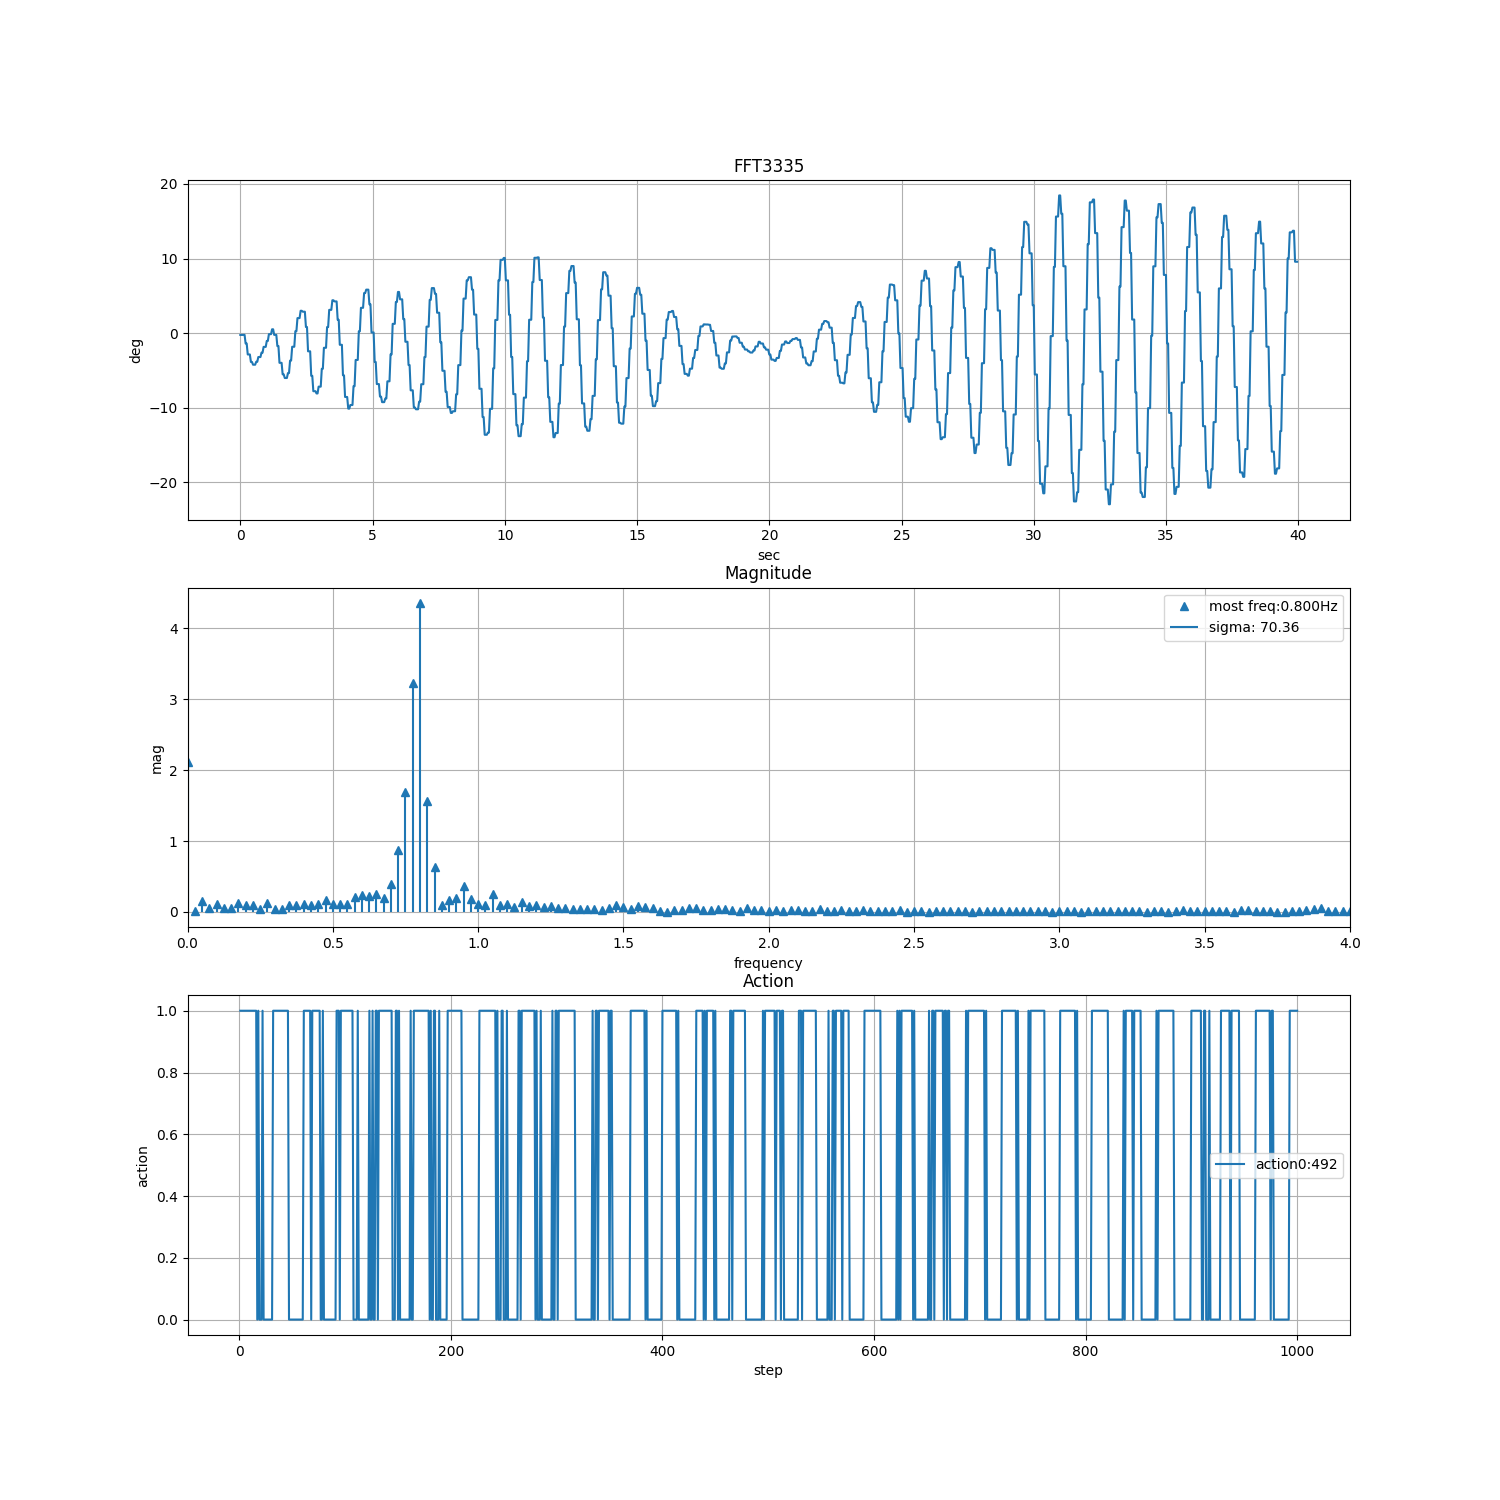 FFT3335
20
10
0
−10
−20
deg
0 5 10 15 20 25 30 35 40
sec
Magnitude
most freq:0.800Hz
sigma: 70.36
4
3
2
1
0
mag
0.0 0.5 1.0 1.5 2.0 2.5 3.0 3.5 4.0
frequency
Action
1.0
0.8
0.6
0.4
0.2
0.0
action
action0:492
0 200 400 600 800 1000
step